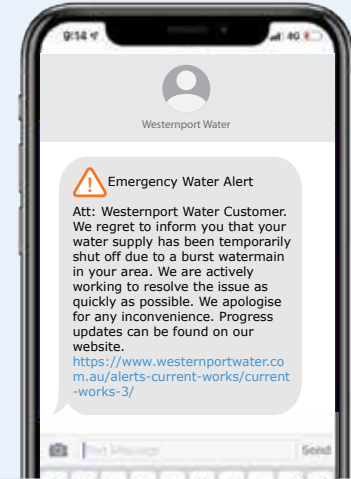 9:14
4G
Westernport Water
Emergency Water Alert
Att: Westernport Water Customer.
We regret to inform you that your
water supply has been temporarily
shut off due to a burst watermain
in your area. We are actively
working to resolve the issue as
quickly as possible. We apologise
for any inconvenience. Progress
updates can be found on our
website.
https://www.westernportwater.co
m.au/alerts-current-works/current
-works-3/
Text Message
Send